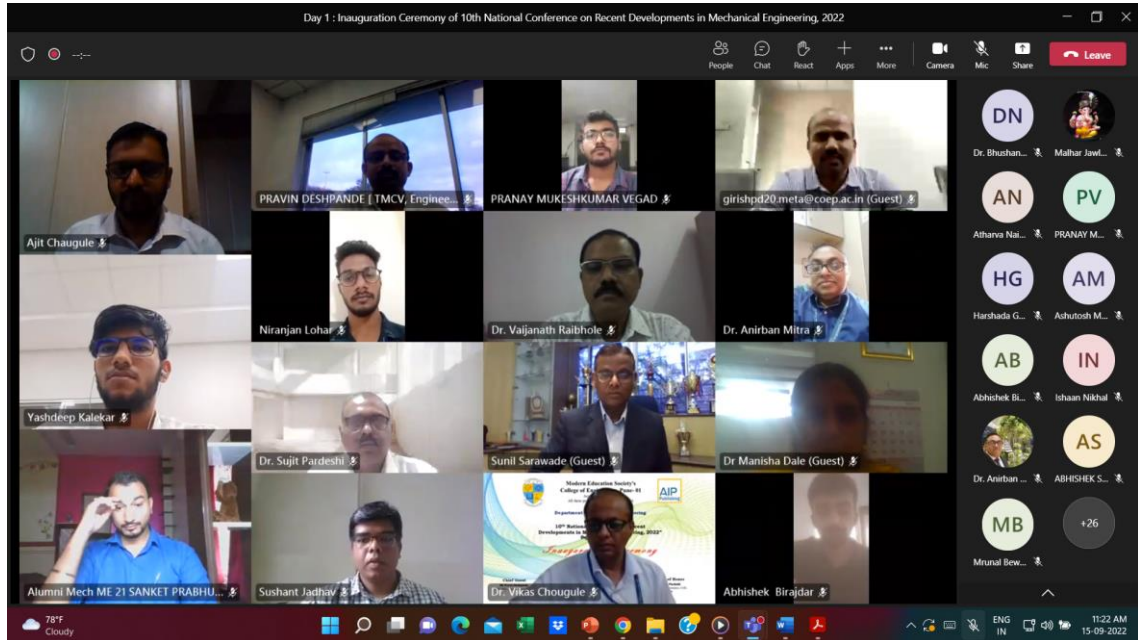 Day 1 : Inauguration Ceremony of 10th National Conference on Recent Developments in Mechanical Engineering, 2022
--:--
People
Chat
React
Apps
More
Camera
Mic
Share
Leave
Ajit Chaugule
PRAVIN DESHPANDE [ TMCV, Enginee...
PRANAY MUKESHKUMAR VEGAD
girishpd20.meta@coep.ac.in (Guest)
Niranjan Lohar
Dr. Vaijanath Raibhole
Dr. Anirban Mitra
Yashdeep Kalekar
Dr. Sujit Pardeshi
Sunil Sarawade (Guest)
Dr Manisha Dale (Guest)
Alumni Mech ME 21 SANKET PRABHU...
Sushant Jadhav
Modern Education Society's
College of Pune- 01
AIP
Publishing
Dr. Vikas Chougule
Abhishek Birajdar
DN
Dr. Bhushan...
Malhar Jawl...
AN
Atharva Nai...
PV
PRANAY M...
HG
Harshada G...
AM
Ashutosh M...
AB
Abhishek Bi...
IN
Ishaan Nikhal
Dr. Anirban ...
AS
ABHISHEK S...
MB
Mrunal Bew...
+26
78°F
Cloudy
ENG
IN
11:22 AM
15-09-2022